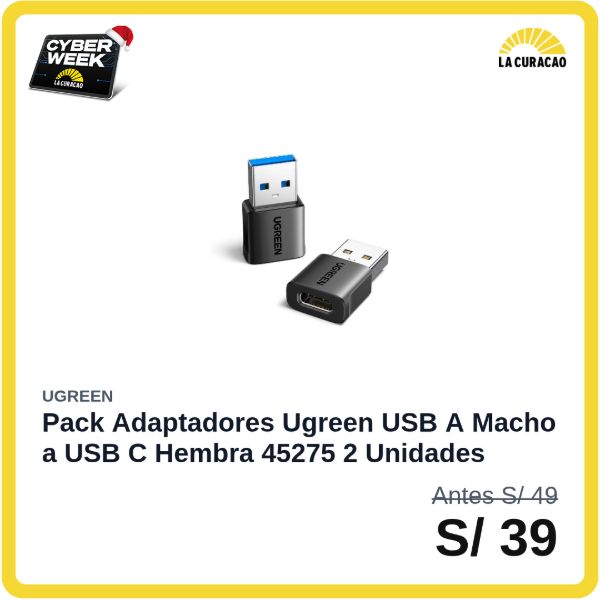 CYBER
WEEK
LA CURACAO
LA CURACAO
UGREEN
UGREEN
UGREEN
Pack Adaptadores Ugreen USB A Macho
a USB C Hembra 45275 2 Unidades
Antes S/ 49
S/ 39